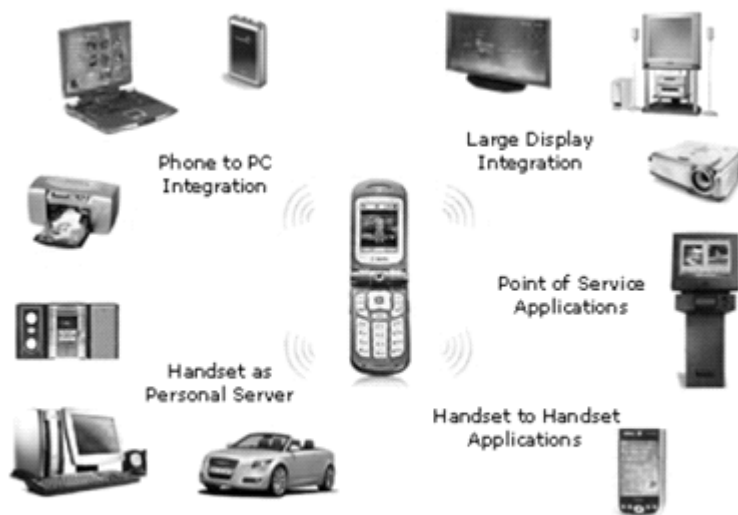 Phone to PC
Integration
Large Display
Integration
Point of Service
Applications
Handset as
Personal Server
Handset to Handset
Applications